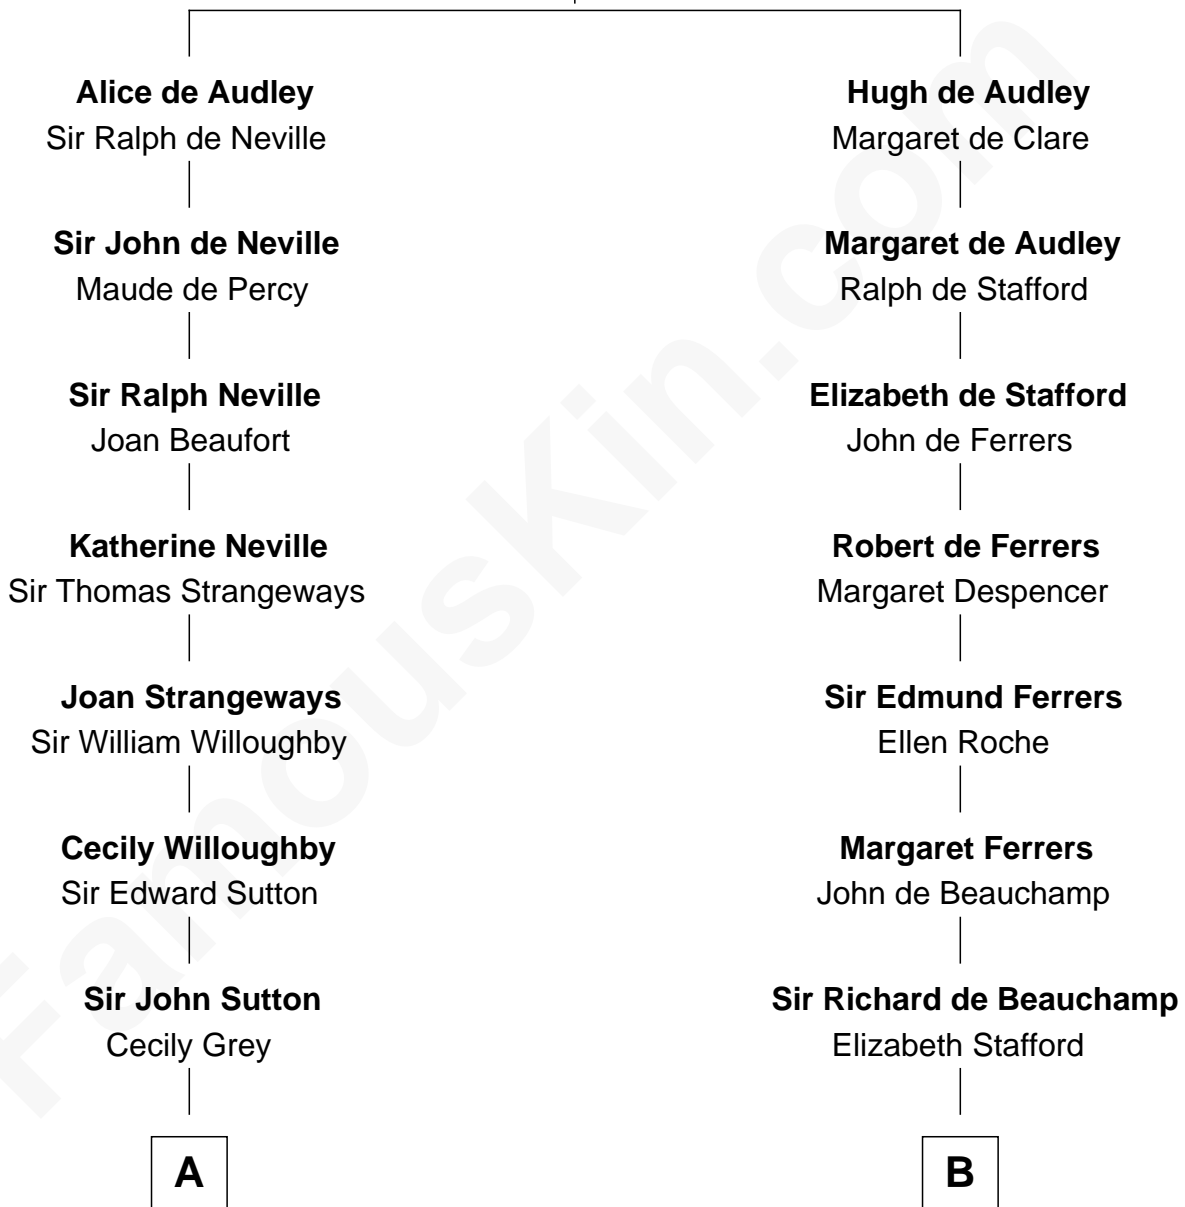 Alice de Audley
Sir Ralph de Neville
Sir John de Neville
Maude de Percy
Sir Ralph Neville
Joan Beaufort
Katherine Neville
Sir Thomas Strangeways
Joan Strangeways
Sir William Willoughby
Cecily Willoughby
Sir Edward Sutton
Sir John Sutton
Cecily Grey
A
Hugh de Audley
Margaret de Clare
Margaret de Audley
Ralph de Stafford
Elizabeth de Stafford
John de Ferrers
Robert de Ferrers
Margaret Despencer
Sir Edmund Ferrers
Ellen Roche
Margaret Ferrers
John de Beauchamp
Sir Richard de Beauchamp
Elizabeth Stafford
B
FamousKin.com